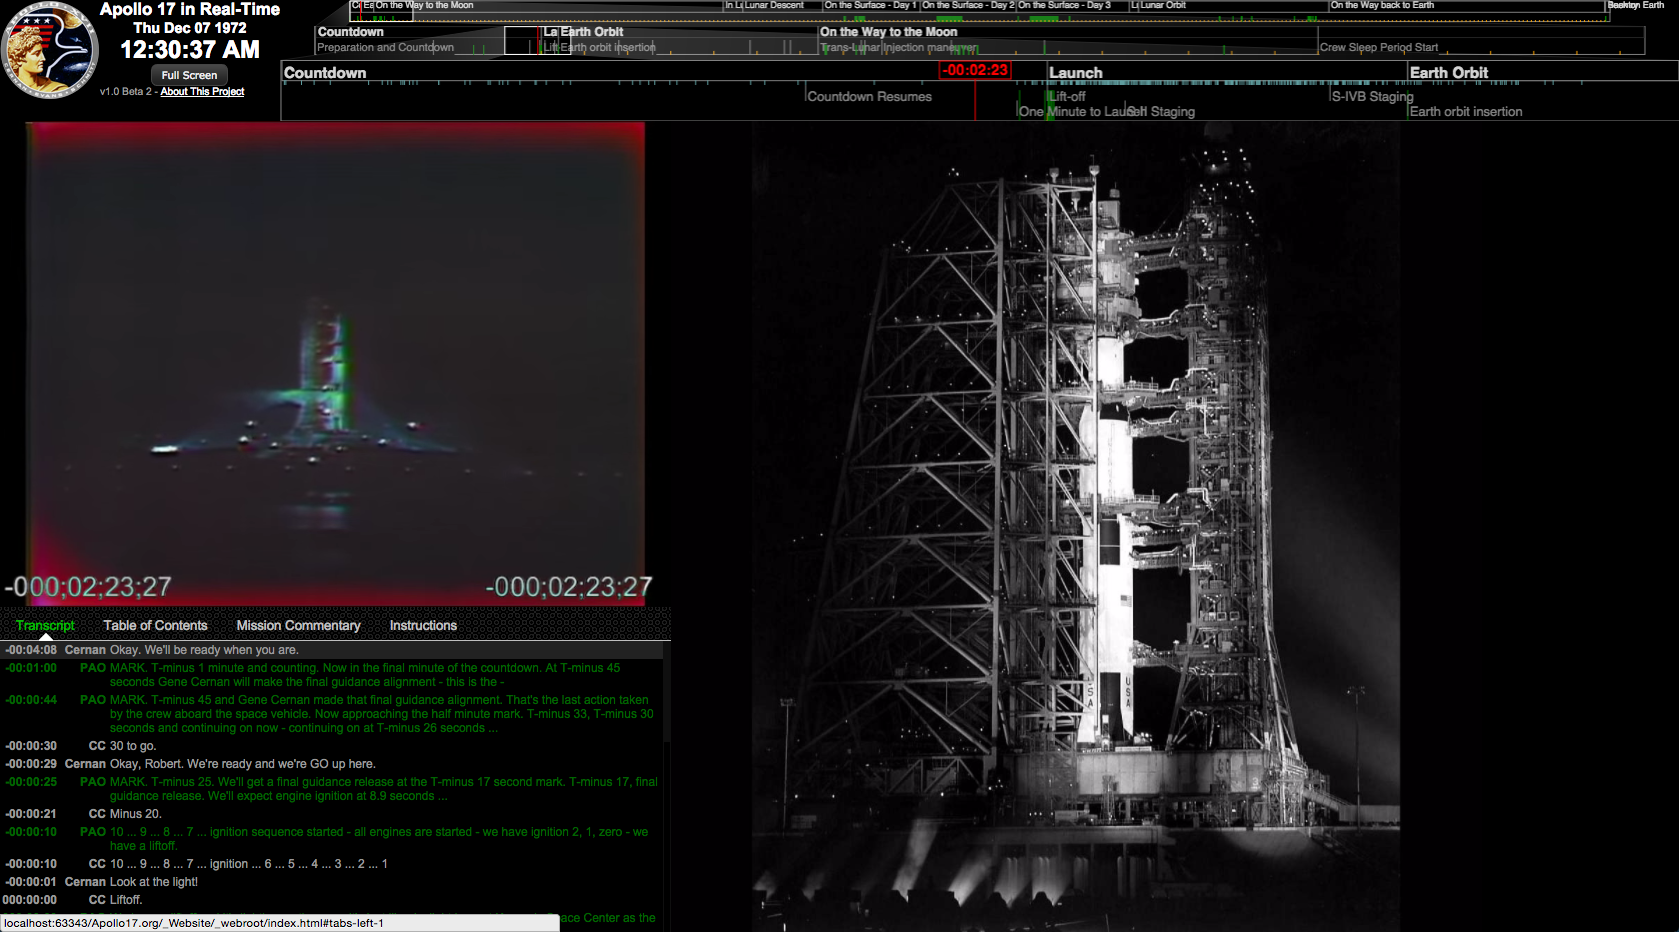 Apollo 17 in Real-Time
Thu Dec 07 1972
12:30:37 AM
Full Screen
v1.0 Beta 2 - About This Project
On the Way to the Moon
Lunar Descent
On the Surface - Day 1
On the Surface - Day 2
On the Surface - Day 3
Lunar Orbit
On the Way back to Earth
Earth
Countdown
Preparation and Countdown
La
Earth Orbit
Earth orbit insertion
On the Way to the Moon
Trans-Lunar Injection maneuver
Crew Sleep Period Start
Countdown
-00:02:23
Launch
Earth Orbit
Countdown Resumes
Lift-off
One Minute to Launch
Staging
S-IVB Staging
Earth orbit insertion
-000;02;23;27
-000;02;23;27
USA
USA
3
Transcript
Table of Contents
Mission Commentary
Instructions
-00:04:08 Cernan Okay. We'll be ready when you are.
-00:01:00 PAO MARK. T-minus 1 minute and counting. Now in the final minute of the countdown. At T-minus 45
seconds Gene Cernan will make the final guidance alignment - this is the -
-00:00:44 PAO MARK. T-minus 45 and Gene Cernan made that final guidance alignment. That's the last action taken
by the crew aboard the space vehicle. Now approaching the half minute mark. T-minus 33, T-minus 30
seconds and continuing on now - continuing on at T-minus 26 seconds ...
-00:00:30 CC 30 to go.
-00:00:29 Cernan Okay, Robert. We're ready and we're GO up here.
-00:00:25 PAO MARK. T-minus 25. We'll get a final guidance release at the T-minus 17 second mark. T-minus 17, final
guidance release. We'll expect engine ignition at 8.9 seconds ...
-00:00:21 CC Minus 20.
-00:00:10 PAO 10 ... 9 ... 8 ... 7 ... ignition sequence started - all engines are started - we have ignition 2, 1, zero - we
have a liftoff.
-00:00:10 CC 10 ... 9 ... 8 ... 7 ... ignition ... 6 ... 5 ... 4 ... 3 ... 2 ... 1
-00:00:01 Cernan Look at the light!
000:00:00 CC Liftoff.
ace Center as the
localhost:63343/Apollo17.org/_Website/_webroot/index.html#tabs-left-1